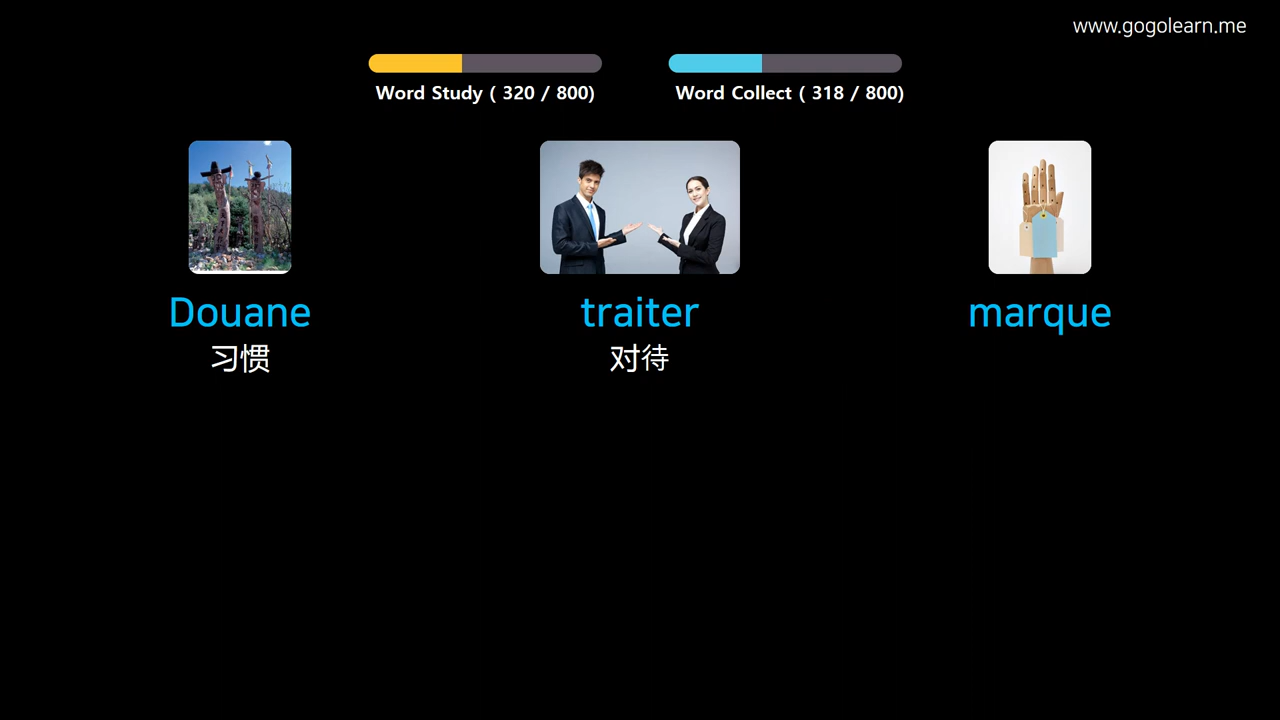 www.gogolearn.me
Word Study ( 320 / 800)
Word Collect ( 318 / 800)
Douane
习惯
traiter
对待
marque